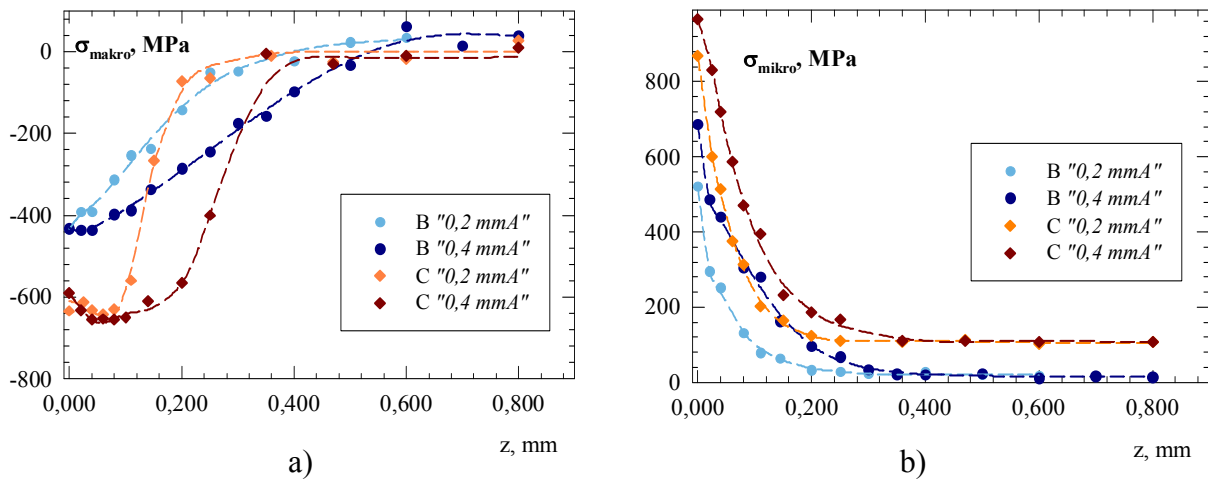 σmakro, MPa
0
-200
-400
-600
-800
0,000
0,200
0,400
0,600
0,800
z, mm
B "0,2 mmA"
B "0,4 mmA"
C "0,2 mmA"
C "0,4 mmA"
a)
σmikro, MPa
800
600
400
200
0
0,000
0,200
0,400
0,600
0,800
z, mm
B "0,2 mmA"
B "0,4 mmA"
C "0,2 mmA"
C "0,4 mmA"
b)